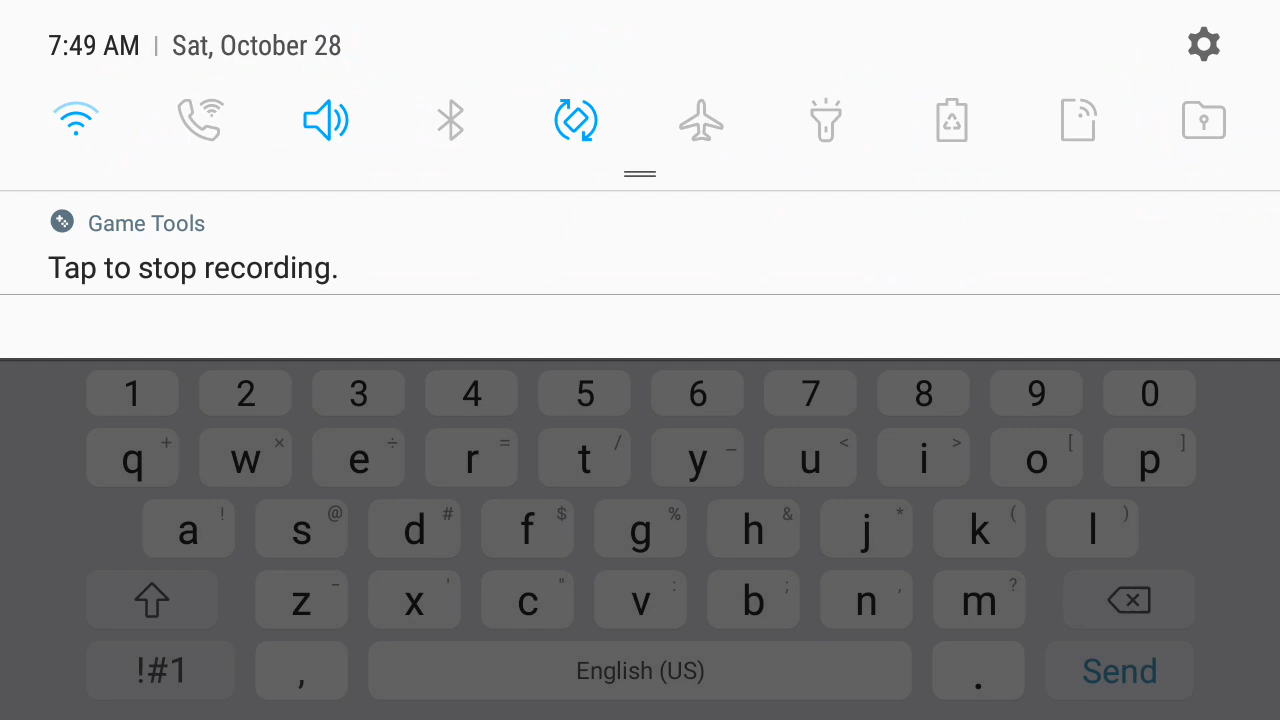 7:49 AM | Sat, October 28
Game Tools
Tap to stop recording.
1 2 3 4 5 6 7 8 9 0
q + w × e ÷ r = t / y _ u < i > o [ p ]
a ! s @ d # f $ g % h & j * k ( l )
z - x ' c " v : b ; n , m ?
!#1 , English (US) . Send